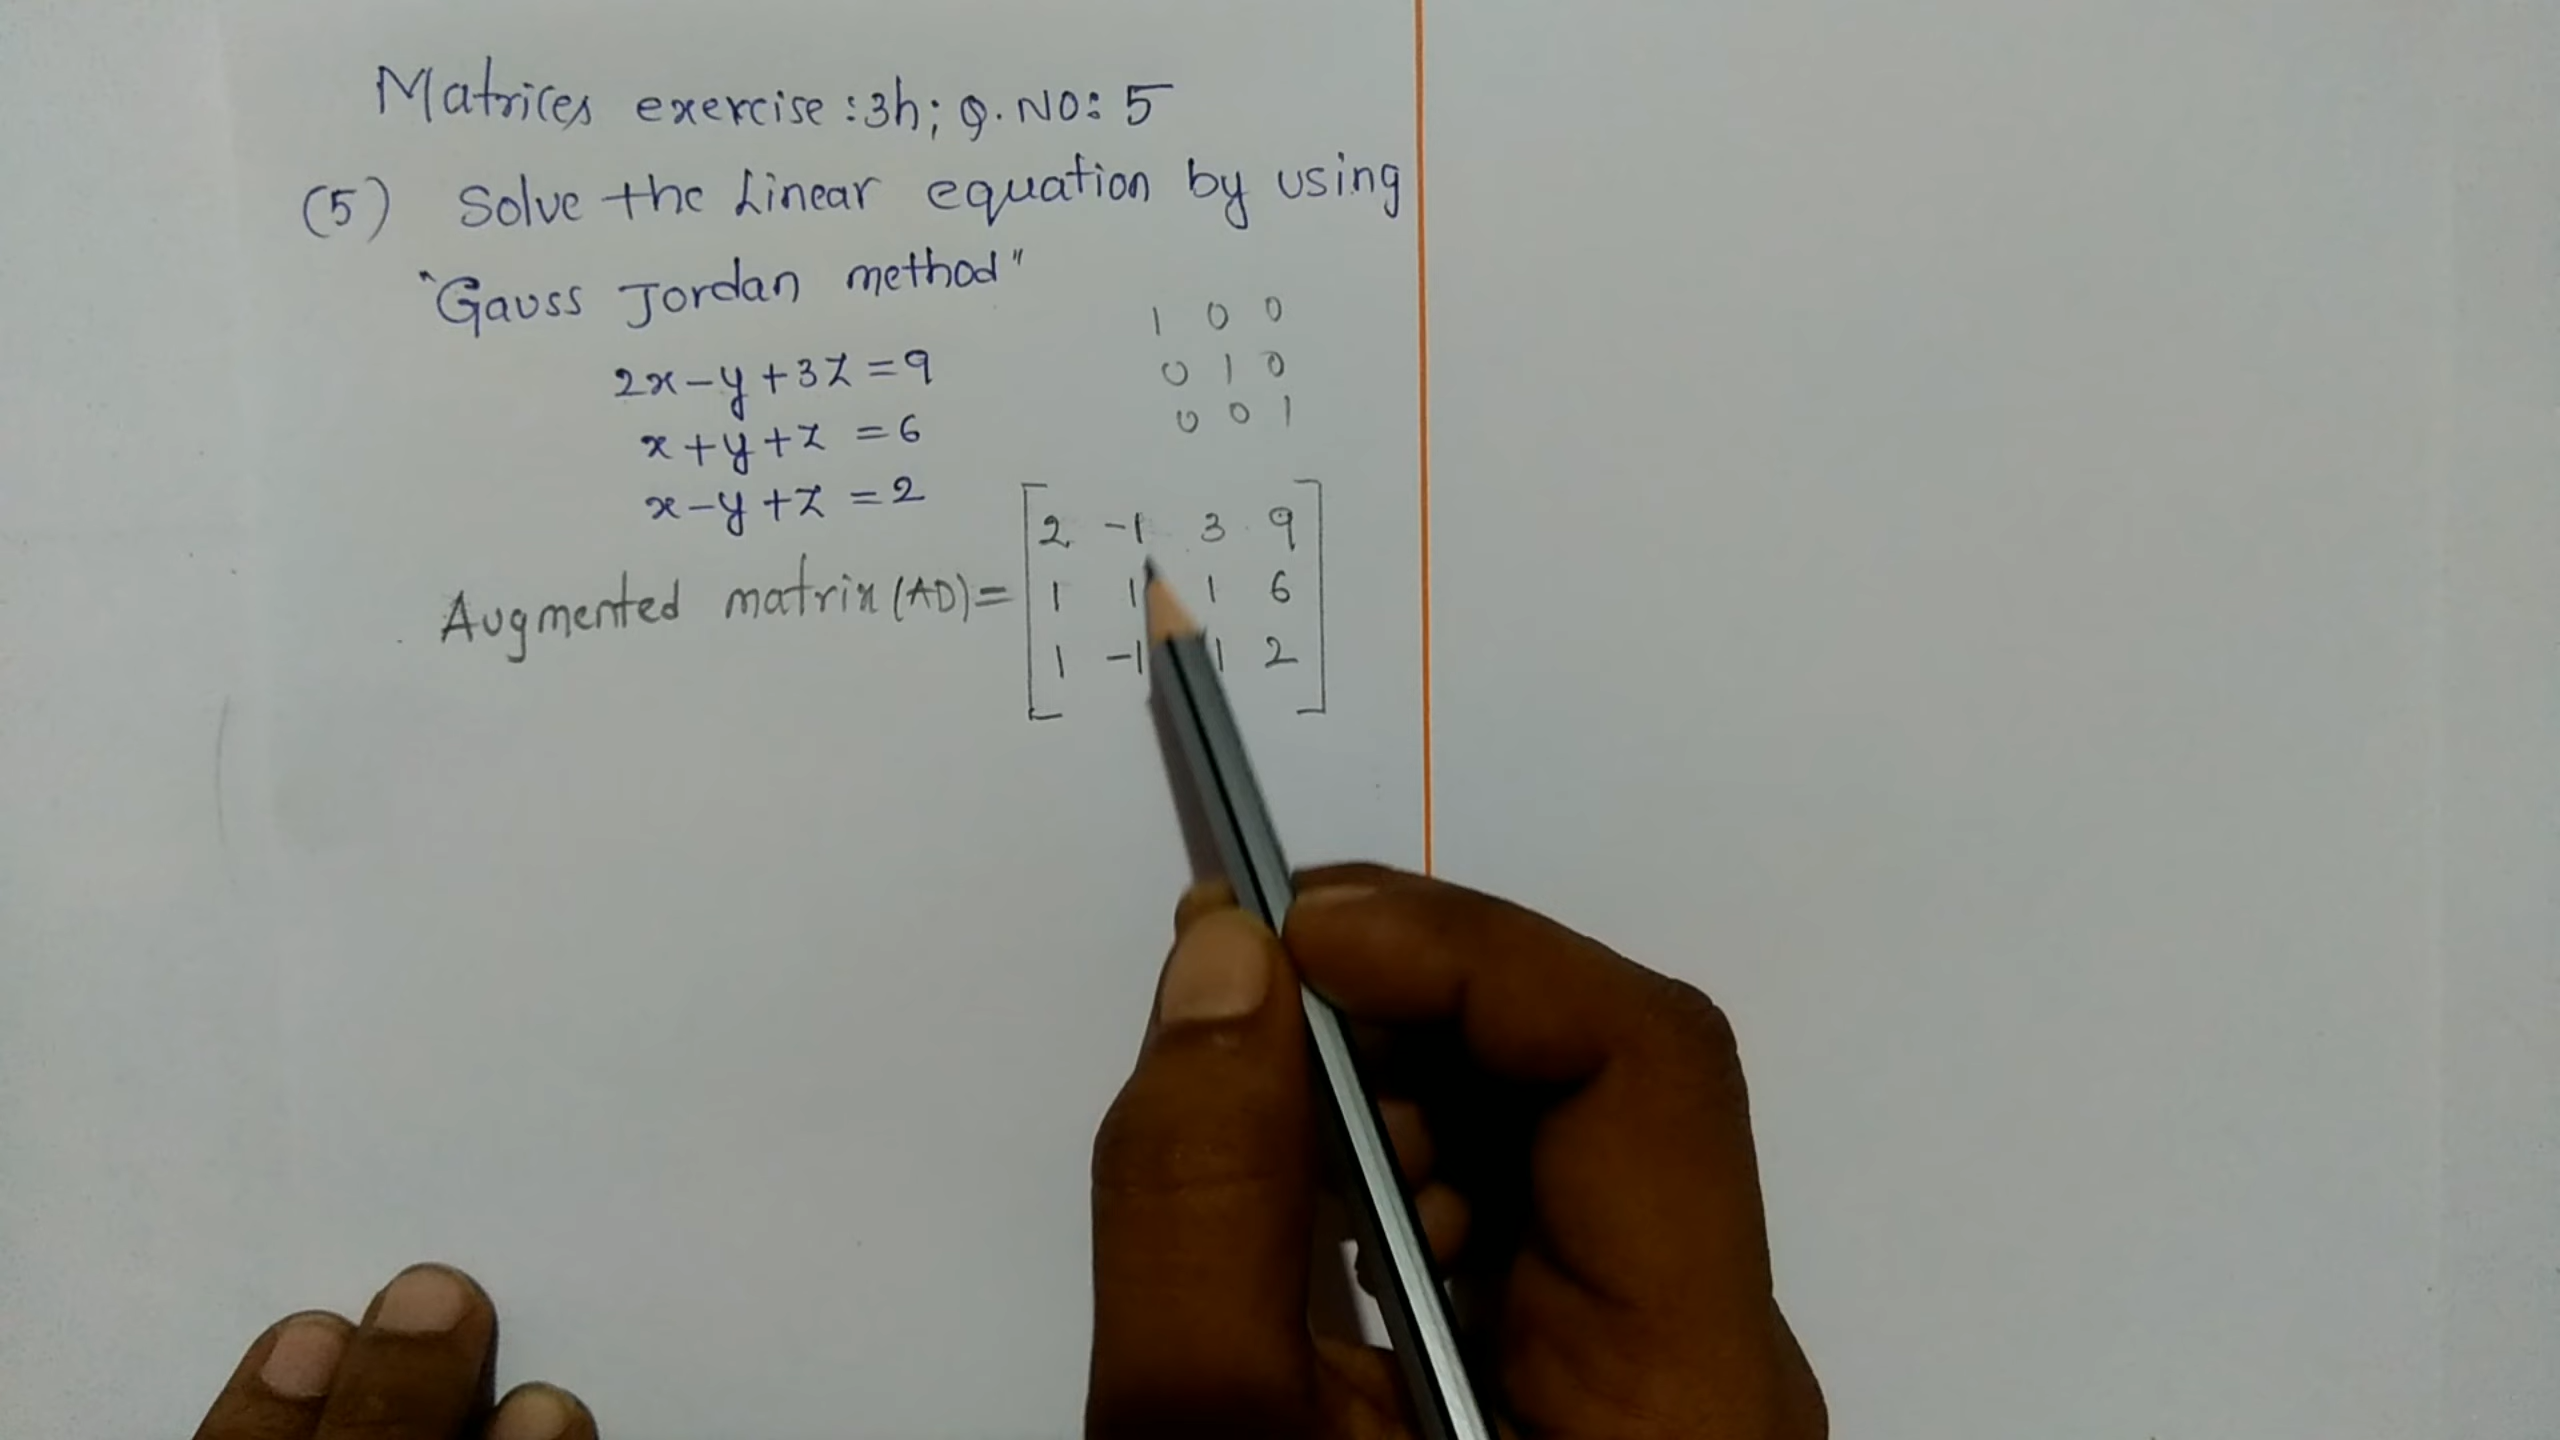 Matrices exercise:3h; Q.NO: 5
(5) Solve the Linear equation by using
"Gauss Jordan method"
2x-y+3z=9
x+y+z=6
x-y+z=2
1 0 0
0 1 0
0 0 1
Augmented matrix(AD)=
2 -1 3 9
1 1 1 6
1 -1 1 2